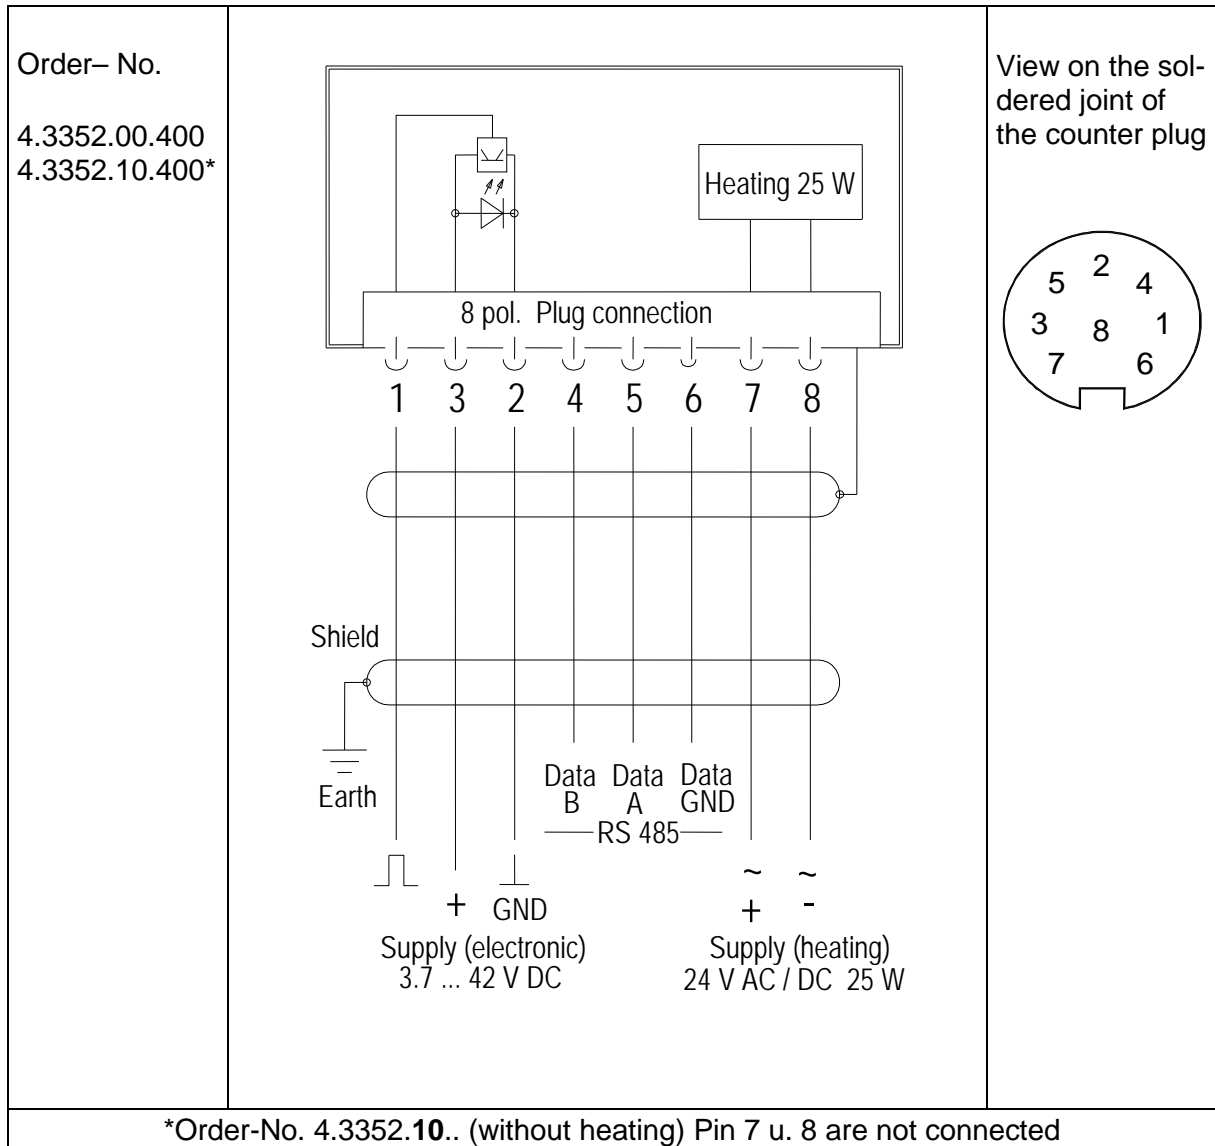 Order– No.
4.3352.00.400
4.3352.10.400*
Heating 25 W
8 pol. Plug connection
1 3 2 4 5 6 7 8
Shield
Earth
Data Data Data
B A GND
RS 485
~ ~
+ GND + -
Supply (electronic)
3.7 ... 42 V DC
Supply (heating)
24 V AC / DC 25 W
View on the sol-
dered joint of
the counter plug
2
5 4
3 8 1
7 6
*Order-No. 4.3352.10.. (without heating) Pin 7 u. 8 are not connected